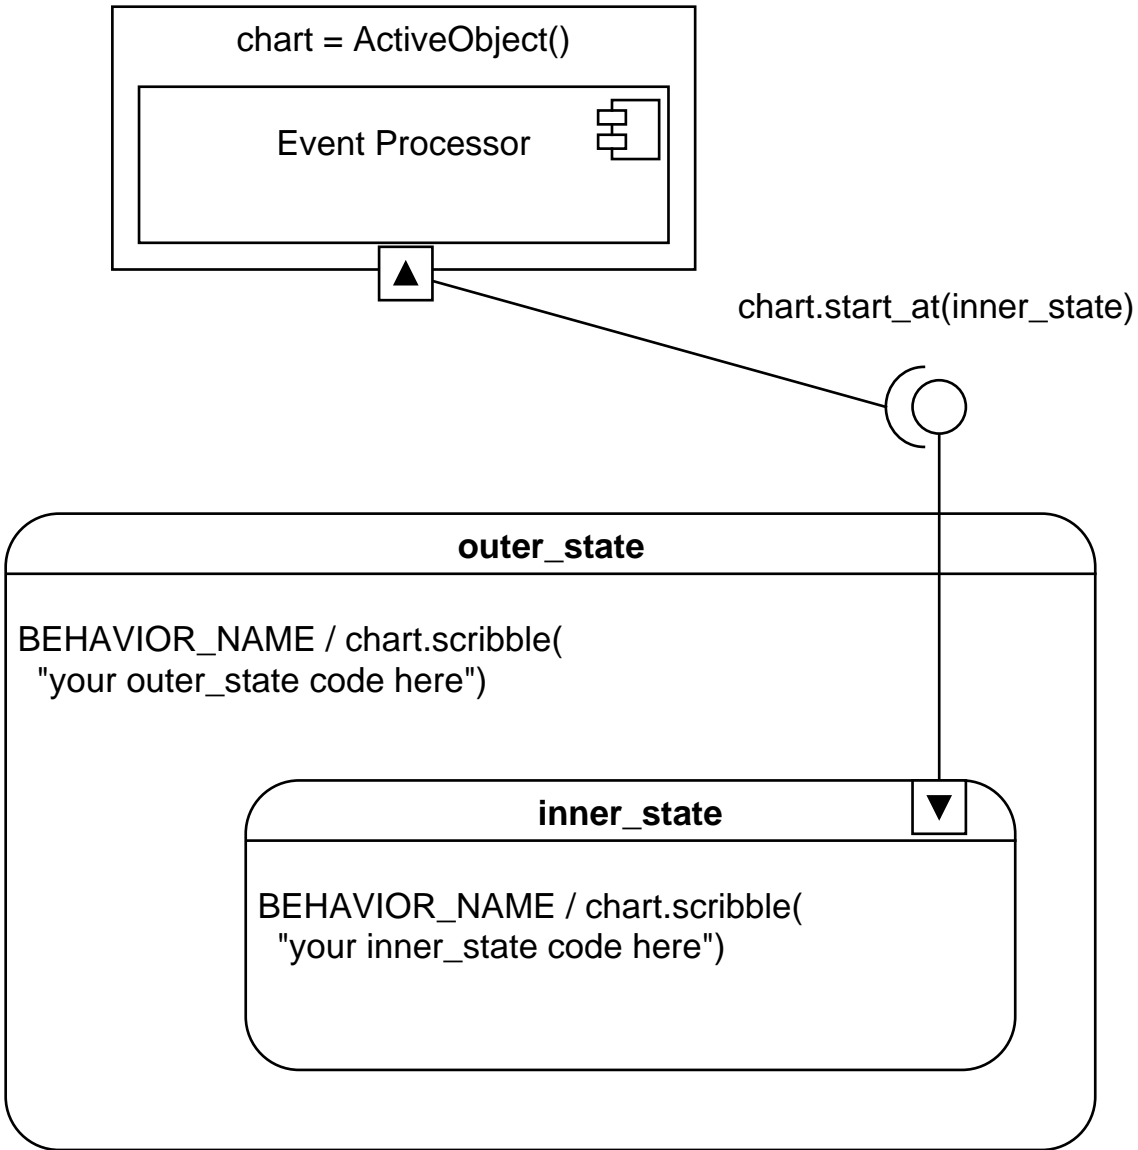 chart = ActiveObject()
Event Processor
chart.start_at(inner_state)
outer_state
BEHAVIOR_NAME / chart.scribble(
"your outer_state code here")
inner_state
BEHAVIOR_NAME / chart.scribble(
"your inner_state code here")